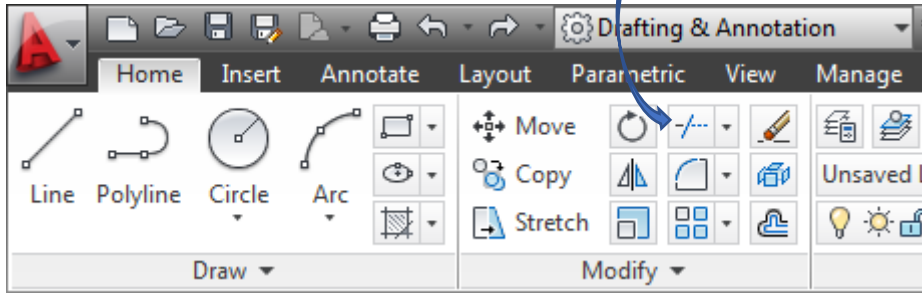 Drafting & Annotation
Home Insert Annotate Layout Parametric View Manage
Line Polyline Circle Arc
Move
Copy
Stretch
Unsaved
Draw
Modify